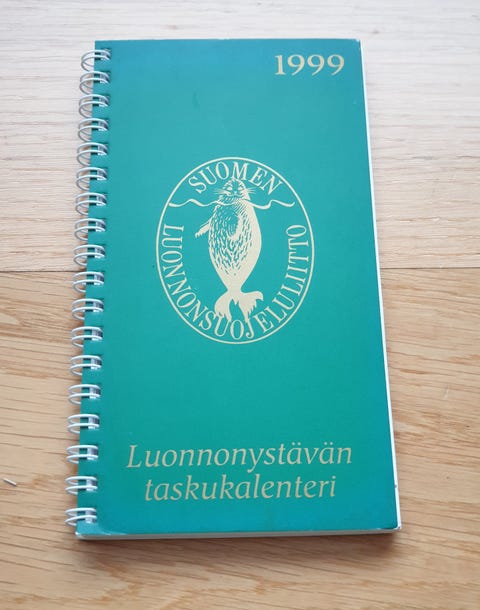 1999
SUOMEN
LUONNONSUOJELULIITTO
Luonnonystävän
taskukalenteri